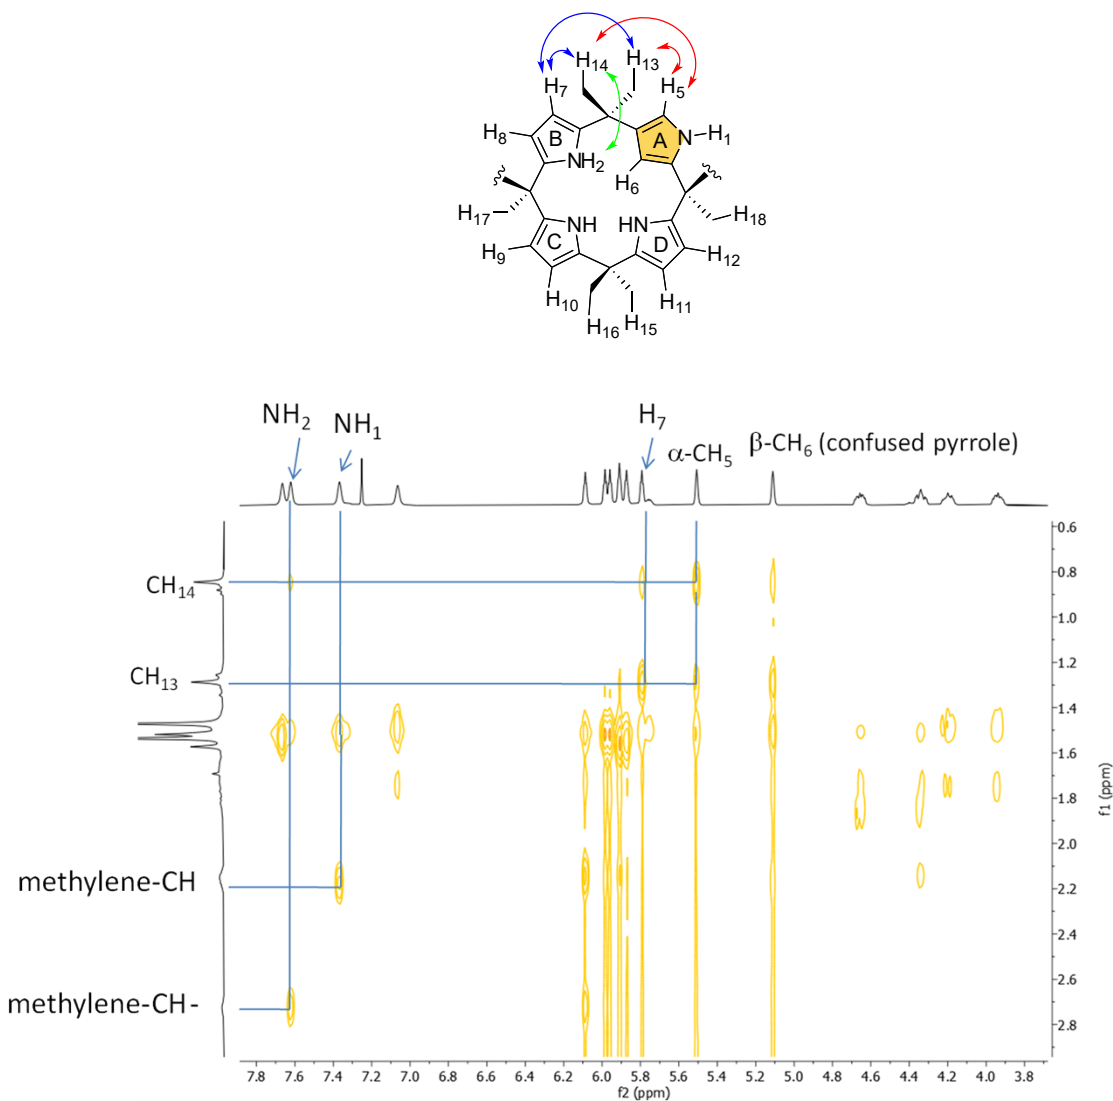 H14 H13
H7 H5
H8 B A N H1
NH2
H6
H17 NH HN H18
C D
H9 H12
H10 H11
H16 H15
NH2 NH1 H7 α-CH5 β-CH6 (confused pyrrole)
CH14
CH13
methylene-CH
methylene-CH-
0.6
0.8
1.0
1.2
1.4
1.6
1.8
2.0
2.2
2.4
2.6
2.8
f1 (ppm)
7.8 7.6 7.4 7.2 7.0 6.8 6.6 6.4 6.2 6.0 5.8 5.6 5.4 5.2 5.0 4.8 4.6 4.4 4.2 4.0 3.8
f2 (ppm)